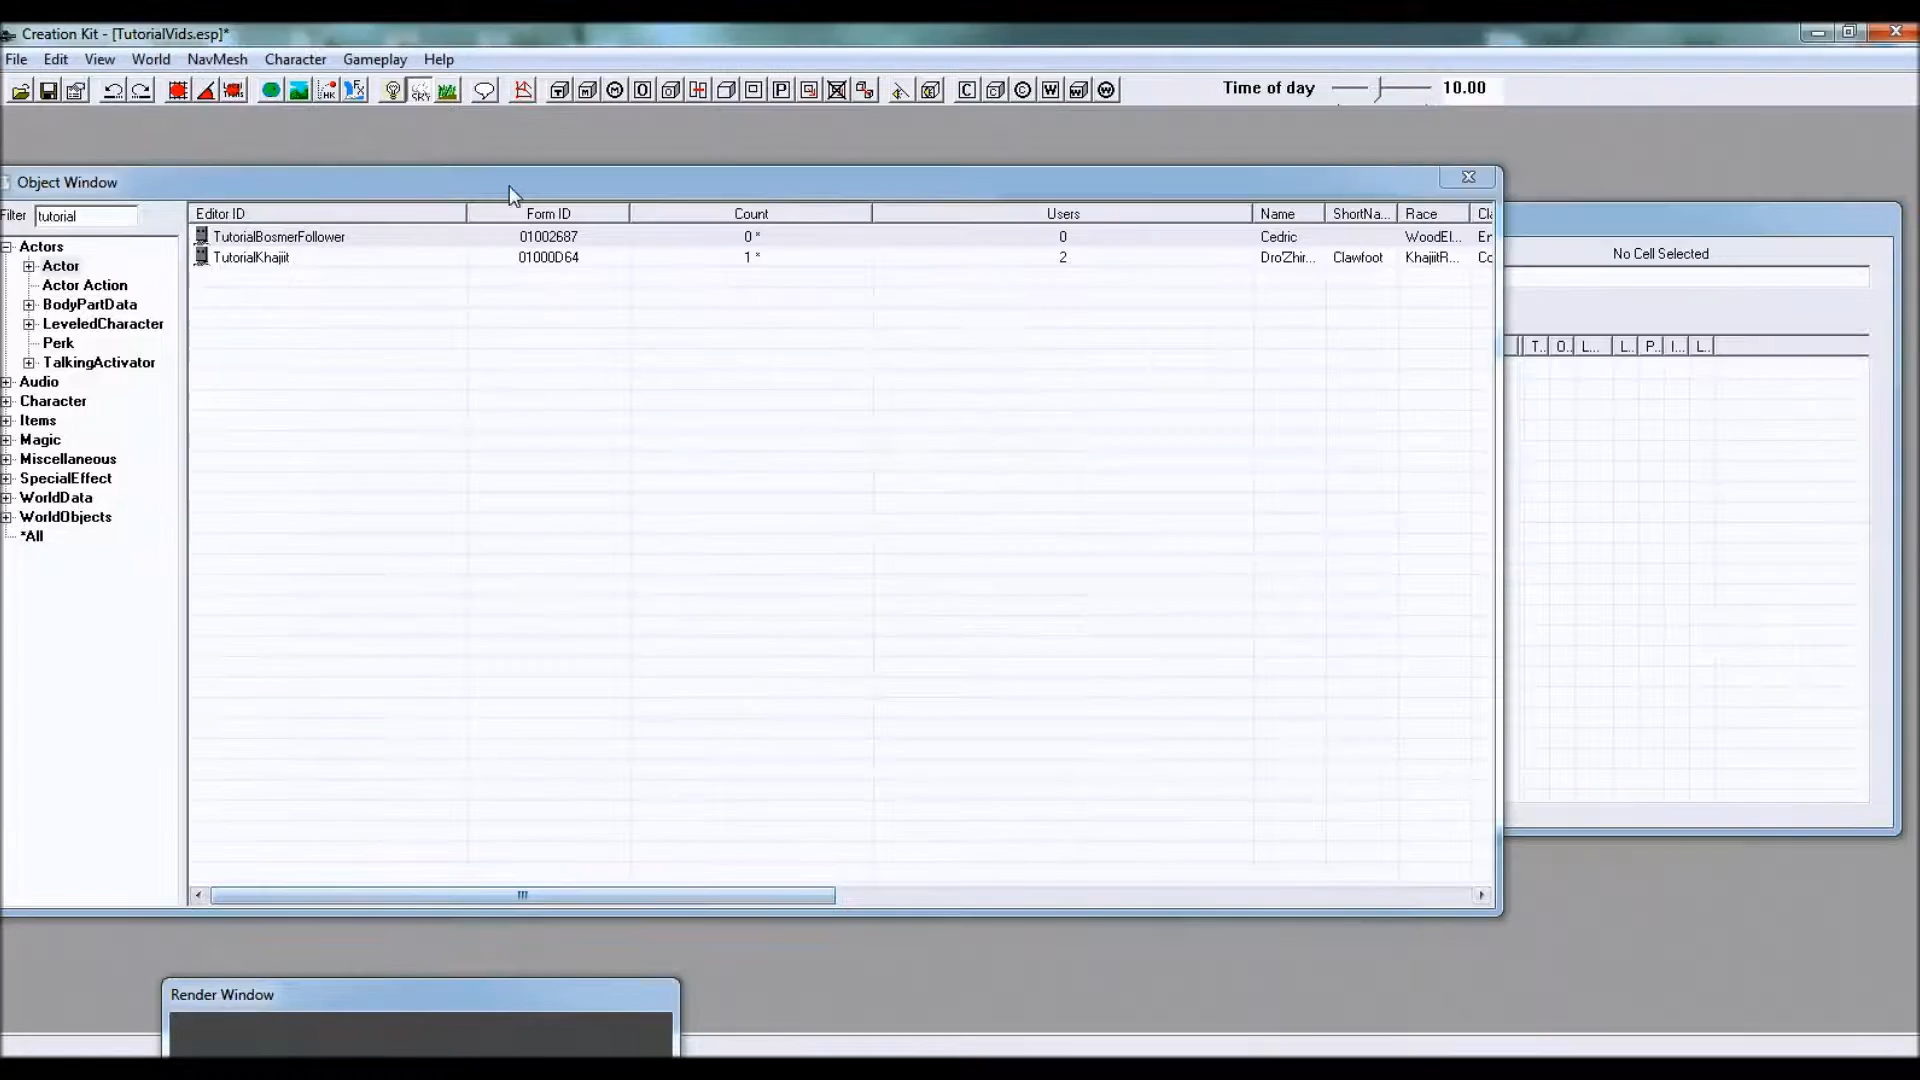 Creation Kit - [TutorialVids.esp]*
File Edit View World NavMesh Character Gameplay Help
Time of day 10.00
Object Window
Filter tutorial
Editor ID Form ID Count Users Name ShortNa... Race Cla
TutorialBosmerFollower 01002687 0 * 0 Cedric WoodEl... Er
TutorialKhajiit 01000D64 1 * 2 Dro'Zhir... Clawfoot KhajiitR... Co
Actors
Actor
Actor Action
BodyPartData
LeveledCharacter
Perk
TalkingActivator
Audio
Character
Items
Magic
Miscellaneous
SpecialEffect
WorldData
WorldObjects
*All
No Cell Selected
T.. O.. L... L.. P.. I... L..
Render Window